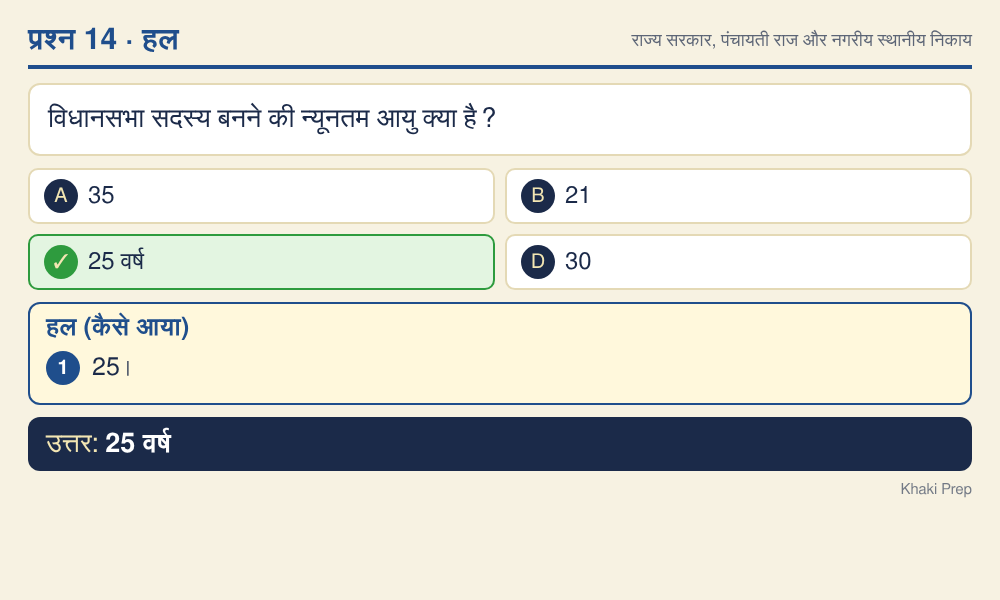 प्रश्न 14 · हल
राज्य सरकार, पंचायती राज और नगरीय स्थानीय निकाय
विधानसभा सदस्य बनने की न्यूनतम आयु क्या है ?
A 35
B 21
✓ 25 वर्ष
D 30
हल (कैसे आया)
1 25।
उत्तर: 25 वर्ष
Khaki Prep